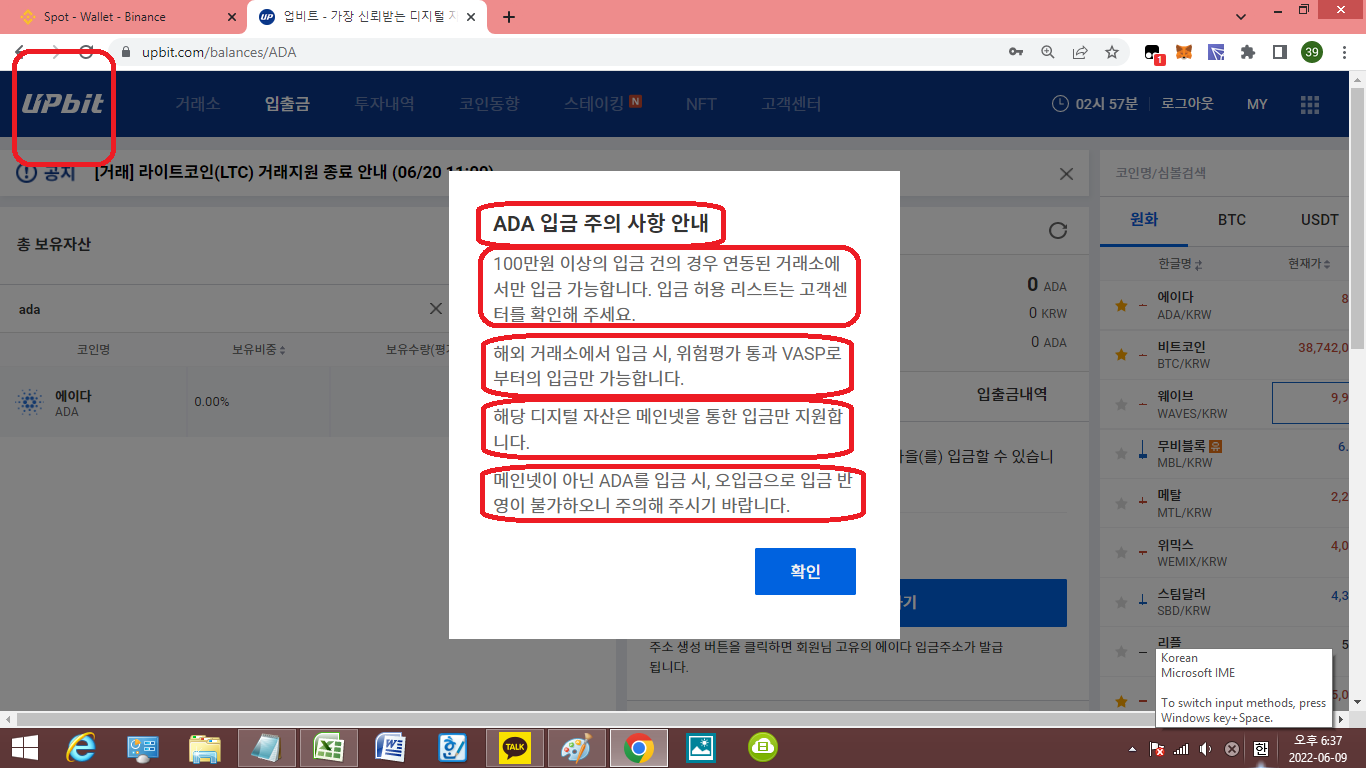 Spot - Wallet - Binance
업비트 - 가장 신뢰받는 디지털
upbit.com/balances/ADA
1
39
UPbit
거래소
입출금
투자내역
코인동향
스테이킹 N
NFT
고객센터
02시 57분
로그아웃
MY
공지
[거래] 라이트코인(LTC) 거래지원 종료 안내 (06/20 11:00)
총 보유자산
ada
코인명
보유비중
보유수량(평
에이다
ADA
0.00%
ADA 입금 주의 사항 안내
100만원 이상의 입금 건의 경우 연동된 거래소에
서만 입금 가능합니다. 입금 허용 리스트는 고객센
터를 확인해 주세요.
해외 거래소에서 입금 시, 위험평가 통과 VASP로
부터의 입금만 가능합니다.
해당 디지털 자산은 메인넷을 통한 입금만 지원합
니다.
메인넷이 아닌 ADA를 입금 시, 오입금으로 입금 반
영이 불가하오니 주의해 주시기 바랍니다.
확인
0 ADA
0 KRW
0 ADA
입출금내역
을(를) 입금할 수 있습니
기
주소 생성 버튼을 클릭하면 회원님 고유의 에이다 입금주소가 발급
됩니다.
코인명/심볼검색
원화
BTC
USDT
한글명
현재가
에이다
8
ADA/KRW
비트코인
38,742,0
BTC/KRW
웨이브
9,9
WAVES/KRW
무비블록 유
6.
MBL/KRW
메탈
2,2
MTL/KRW
위믹스
4,0
WEMIX/KRW
스팀달러
4,3
SBD/KRW
리플
5
5,0
Korean
Microsoft IME
To switch input methods, press
Windows key+Space.
TALK
한
오후 6:37
2022-06-09